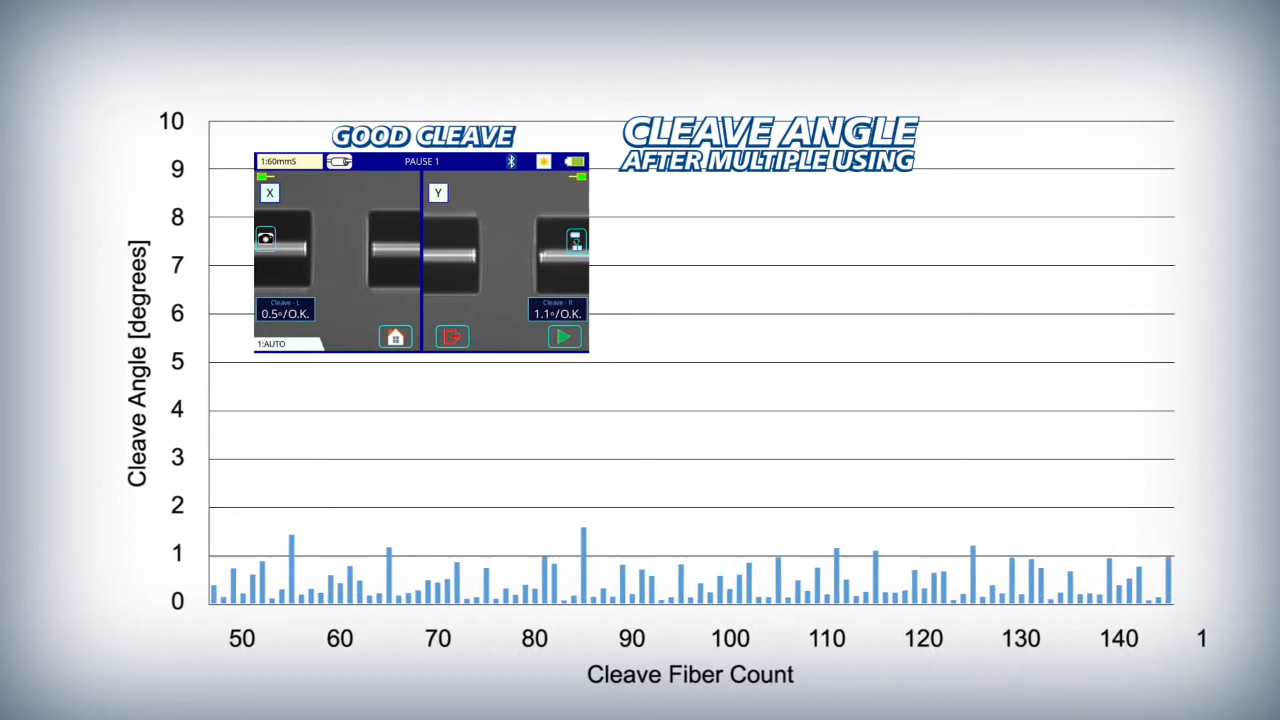 CLEAVE ANGLE
AFTER MULTIPLE USING
GOOD CLEAVE
1:60mmS
PAUSE 1
X
Y
Cleave - L
0.5°/O.K.
Cleave - R
1.1°/O.K.
1:AUTO
Cleave Angle [degrees]
10
9
8
7
6
5
4
3
2
1
0
50 60 70 80 90 100 110 120 130 140 1
Cleave Fiber Count